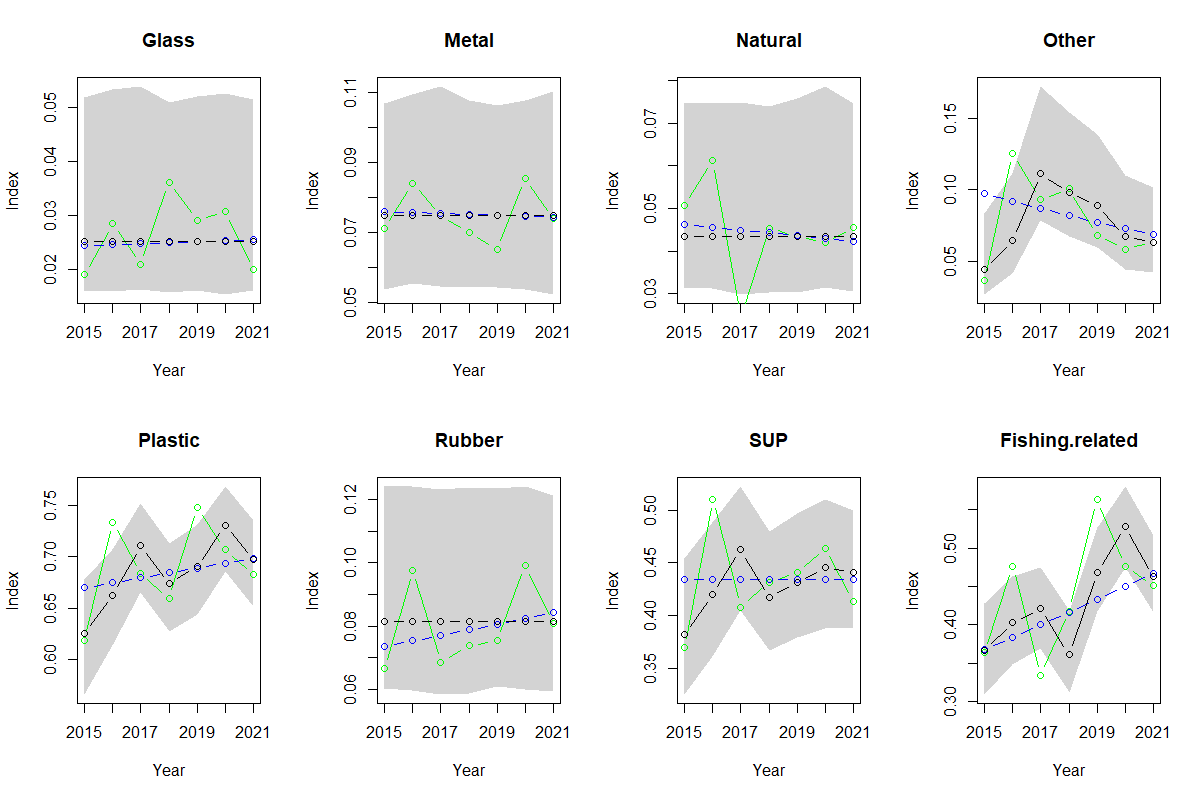 Glass
Index
0.05
0.04
0.03
0.02
2015 2017 2019 2021
Year
Metal
Index
0.11
0.09
0.07
0.05
2015 2017 2019 2021
Year
Natural
Index
0.07
0.05
0.03
2015 2017 2019 2021
Year
Other
Index
0.15
0.10
0.05
2015 2017 2019 2021
Year
Plastic
Index
0.75
0.70
0.65
0.60
2015 2017 2019 2021
Year
Rubber
Index
0.12
0.10
0.08
0.06
2015 2017 2019 2021
Year
SUP
Index
0.50
0.45
0.40
0.35
2015 2017 2019 2021
Year
Fishing.related
Index
0.50
0.40
0.30
2015 2017 2019 2021
Year